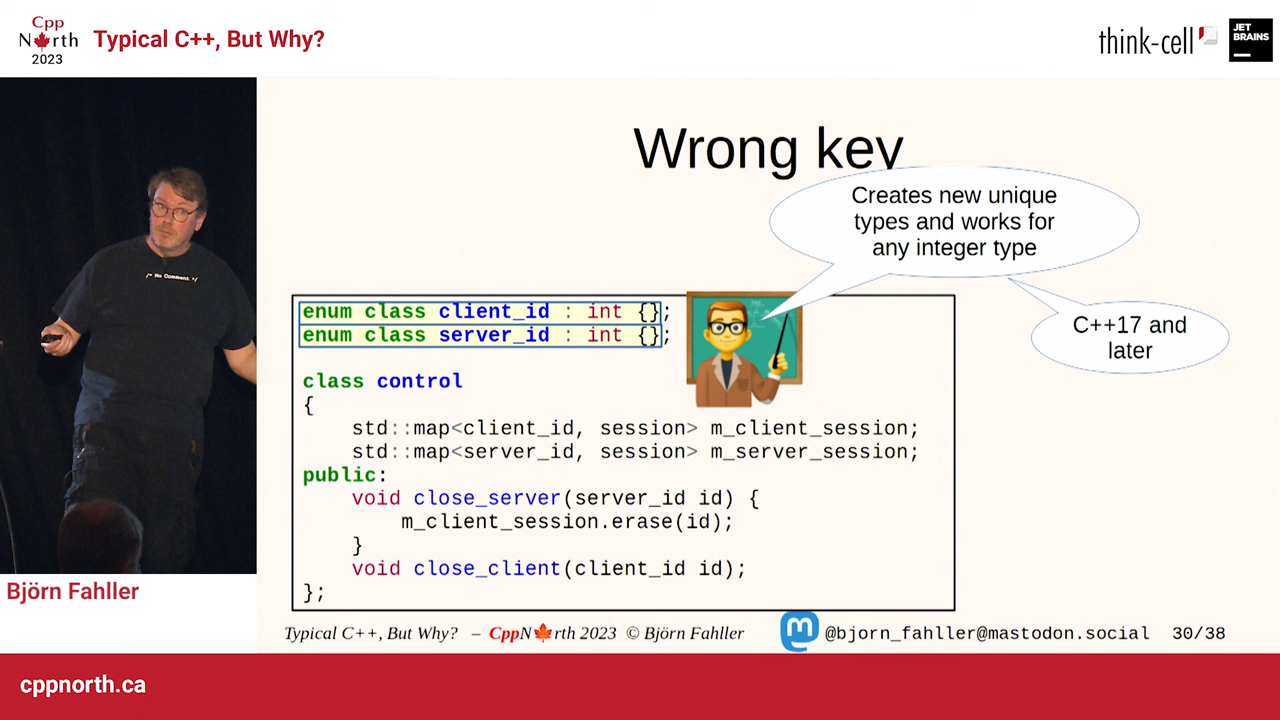 Cpp
North
2023
Typical C++, But Why?
think-cell
JET
BRAINS
/* No Comment */
Björn Fahller
Wrong key
Creates new unique
types and works for
any integer type
C++17 and
later
enum class client_id : int {};
enum class server_id : int {};
class control
{
    std::map<client_id, session> m_client_session;
    std::map<server_id, session> m_server_session;
public:
    void close_server(server_id id) {
        m_client_session.erase(id);
    }
    void close_client(client_id id);
};
Typical C++, But Why? – CppNorth 2023 © Björn Fahller
@bjorn_fahller@mastodon.social 30/38
cppnorth.ca